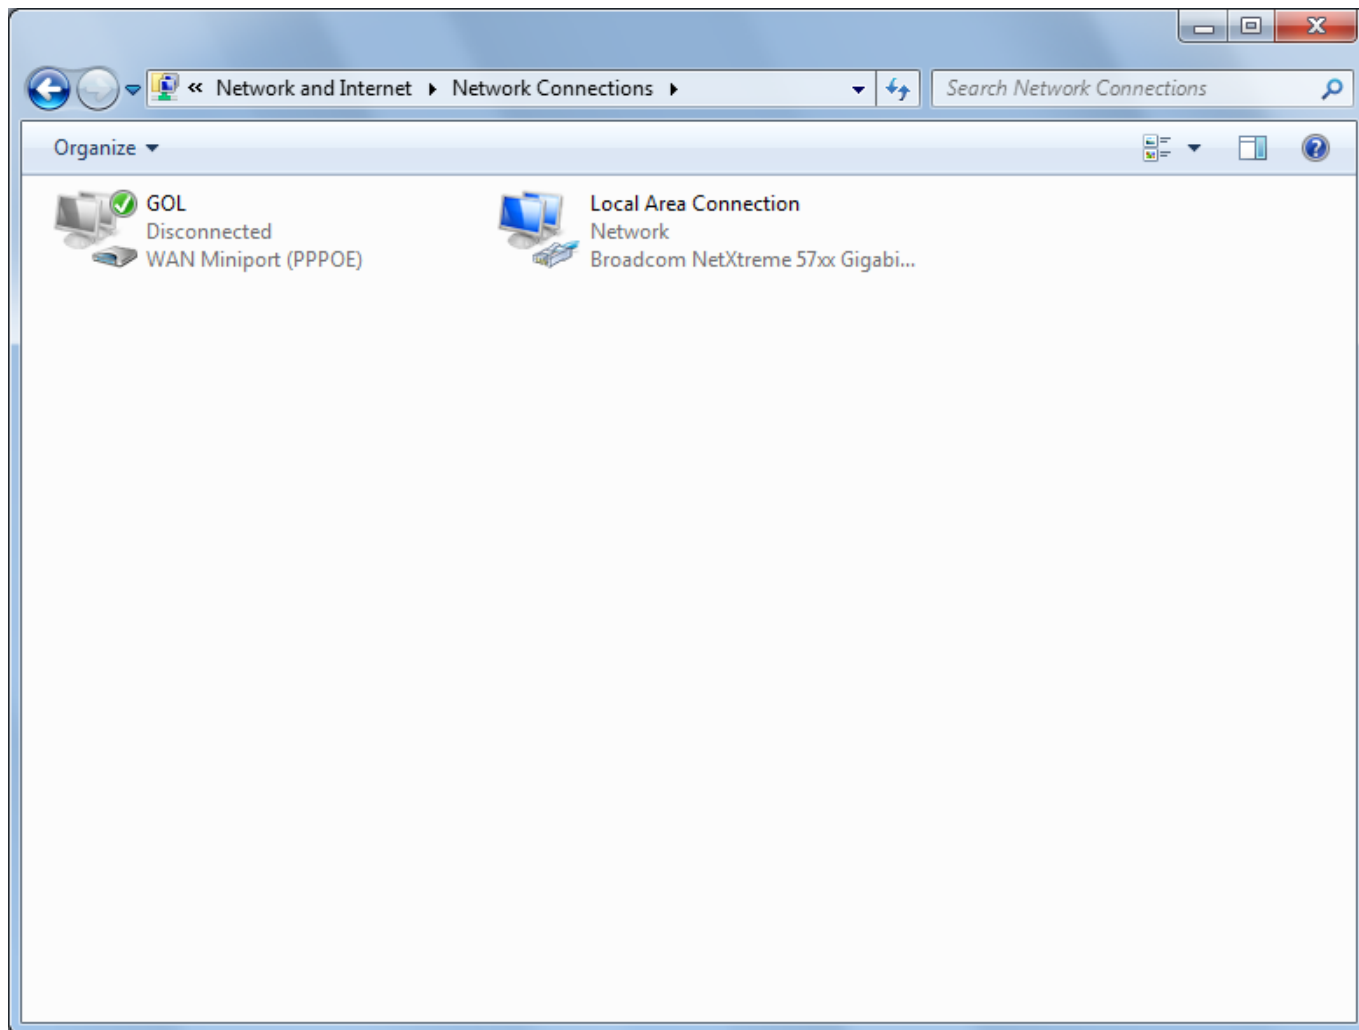 « Network and Internet ▸ Network Connections ▸
Search Network Connections
Organize
GOL
Disconnected
WAN Miniport (PPPOE)
Local Area Connection
Network
Broadcom NetXtreme 57xx Gigabi...